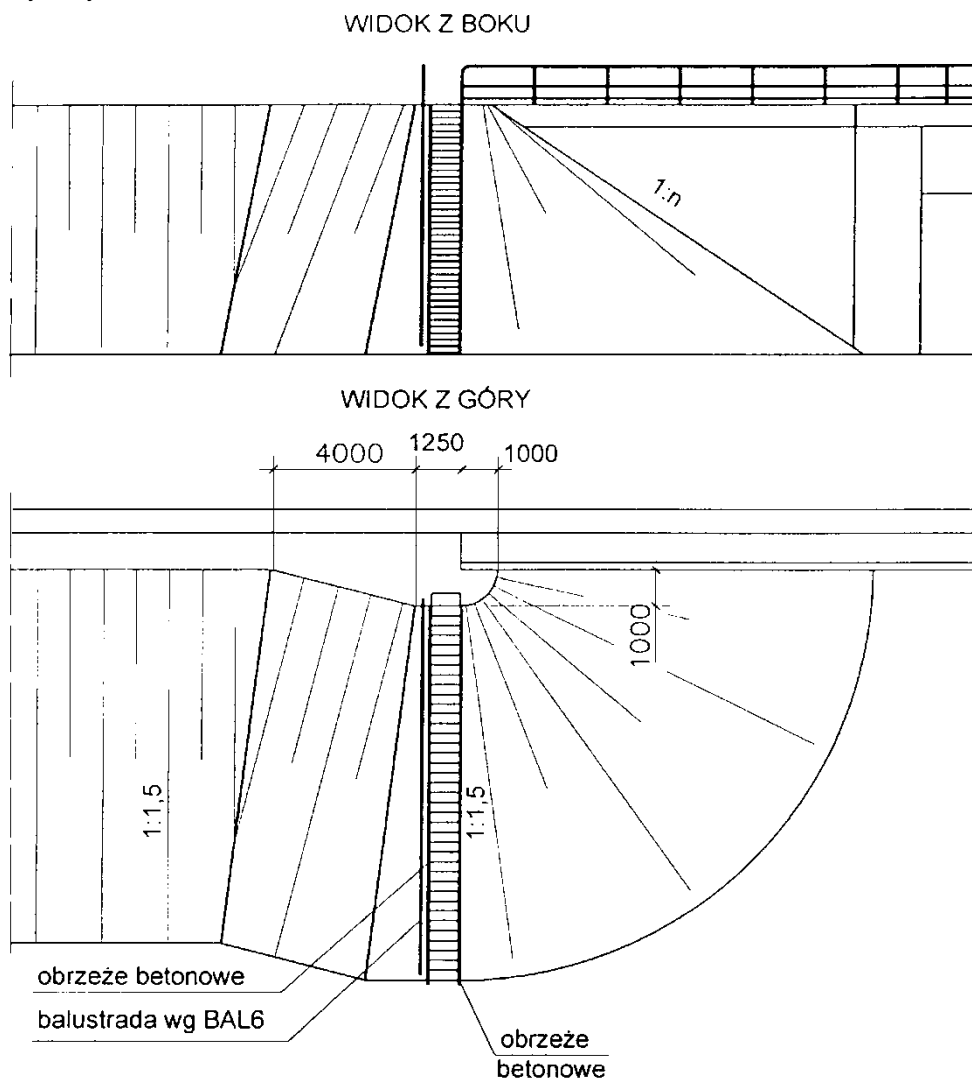 WIDOK Z BOKU
1:n
WIDOK Z GÓRY
4000
1250
1000
1000
1:1,5
1:1,5
obrzeże betonowe
balustrada wg BAL6
obrzeże
betonowe